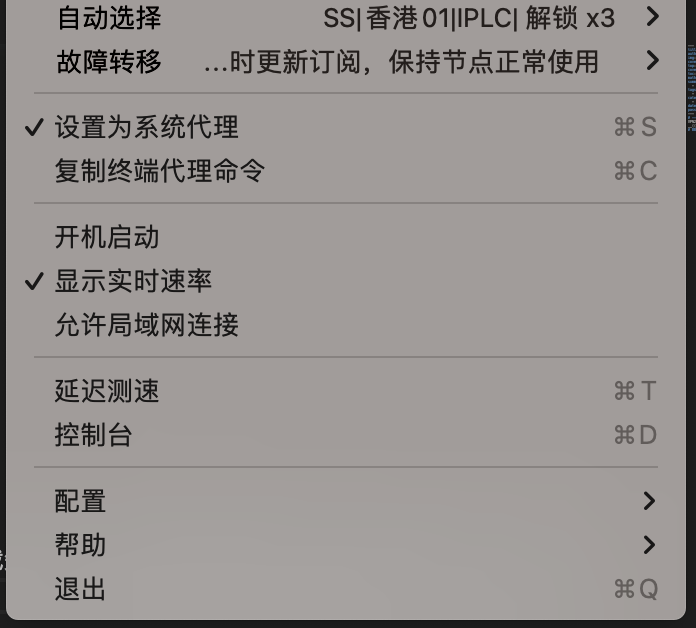 自动选择 SS|香港01|IPLC| 解锁 x3
故障转移 ...时更新订阅，保持节点正常使用
设置为系统代理 ⌘S
复制终端代理命令 ⌘C
开机启动
显示实时速率
允许局域网连接
延迟测速 ⌘T
控制台 ⌘D
配置
帮助
退出 ⌘Q